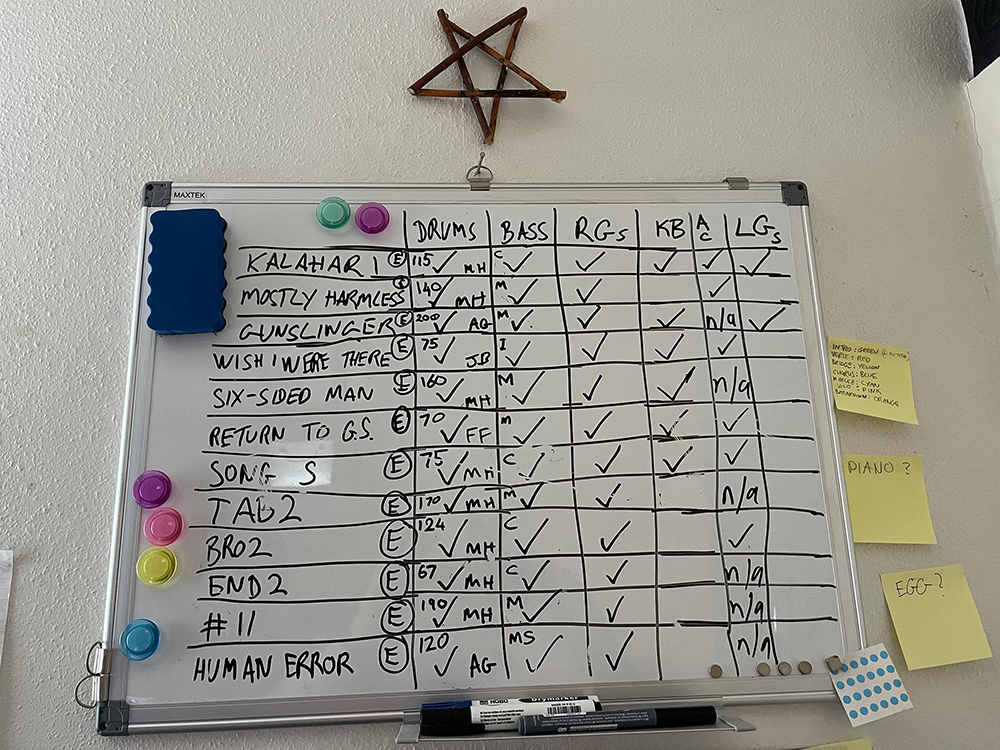 MAXTEK
DRUMS BASS RGs KB AC LGs
KALAHARI E 115 ✓ MH C ✓ ✓ ✓ ✓ ✓
MOSTLY HARMLESS 140 ✓ MH M ✓ ✓ ✓
GUNSLINGER E 200 ✓ AG M ✓ ✓ ✓ n/a ✓
WISH I WERE THERE E 75 ✓ JB I ✓ ✓ ✓ ✓
SIX-SIDED MAN E 160 ✓ MH M ✓ ✓ ✓ n/a
RETURN TO G.S. E 70 ✓ FF M ✓ ✓ ✓ ✓
SONG S E 75 ✓ MH C ✓ ✓ ✓ ✓
TAB2 E 170 ✓ MH M ✓ ✓ n/a
BRO2 E 124 ✓ MH C ✓ ✓ ✓
END2 E 67 ✓ MH C ✓ ✓ n/a
#11 E 190 ✓ MH M ✓ ✓ n/a
HUMAN ERROR E 120 ✓ AG MS ✓ ✓ n/a
INTRO: GREEN
VERSE: RED
BRIDGE: YELLOW
CHORUS: BLUE
MIDDLE8: CYAN
SOLO: PINK
BREAKDOWN: ORANGE
PIANO?
EGG?
NOBO Drymarker